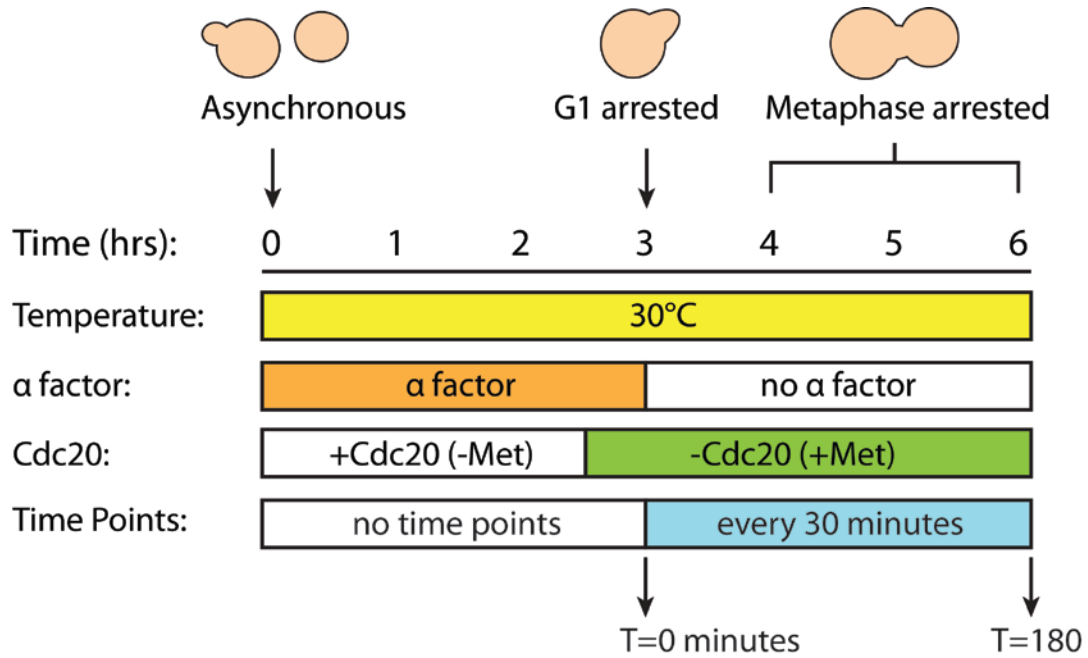 Asynchronous G1 arrested Metaphase arrested
Time (hrs): 0 1 2 3 4 5 6
Temperature: 30°C
α factor: α factor no α factor
Cdc20: +Cdc20 (-Met) -Cdc20 (+Met)
Time Points: no time points every 30 minutes
T=0 minutes T=180